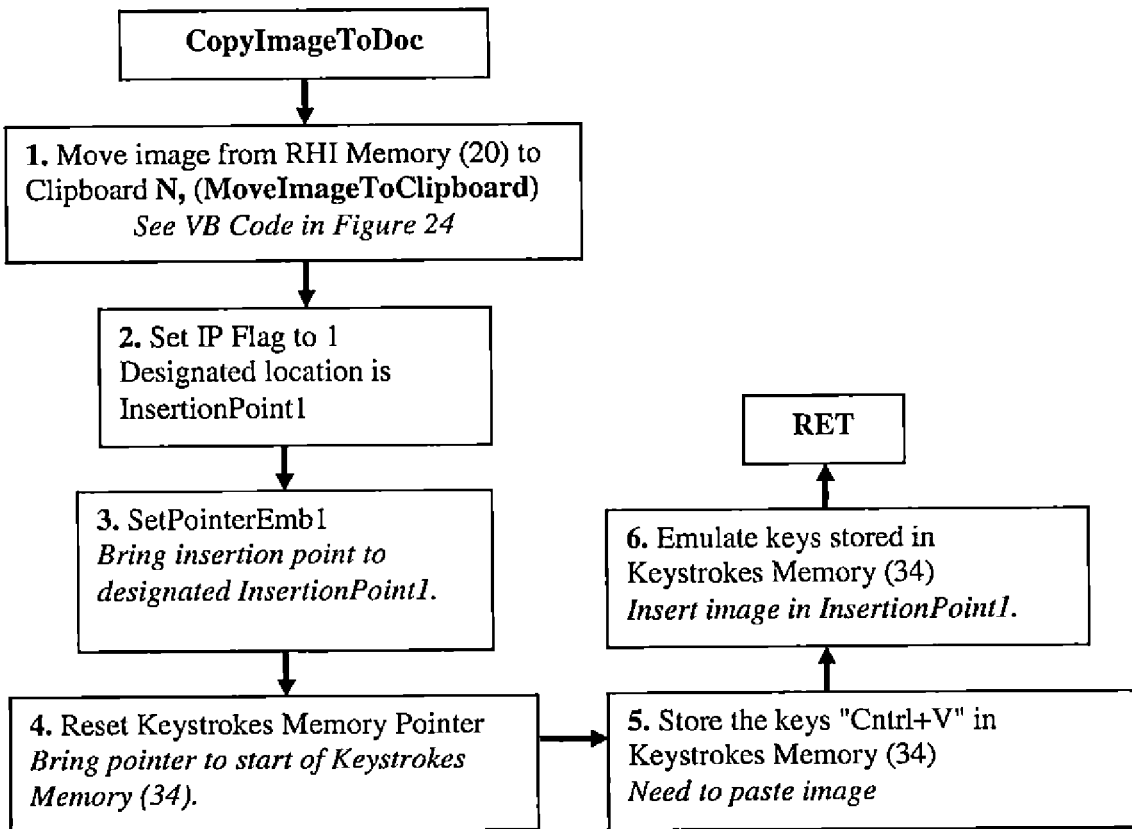 CopyImageToDoc
1. Move image from RHI Memory (20) to
Clipboard N, (MoveImageToClipboard)
See VB Code in Figure 24
2. Set IP Flag to 1
Designated location is
InsertionPoint1
3. SetPointerEmb1
Bring insertion point to
designated InsertionPoint1.
4. Reset Keystrokes Memory Pointer
Bring pointer to start of Keystrokes
Memory (34).
5. Store the keys "Cntrl+V" in
Keystrokes Memory (34)
Need to paste image
6. Emulate keys stored in
Keystrokes Memory (34)
Insert image in InsertionPoint1.
RET